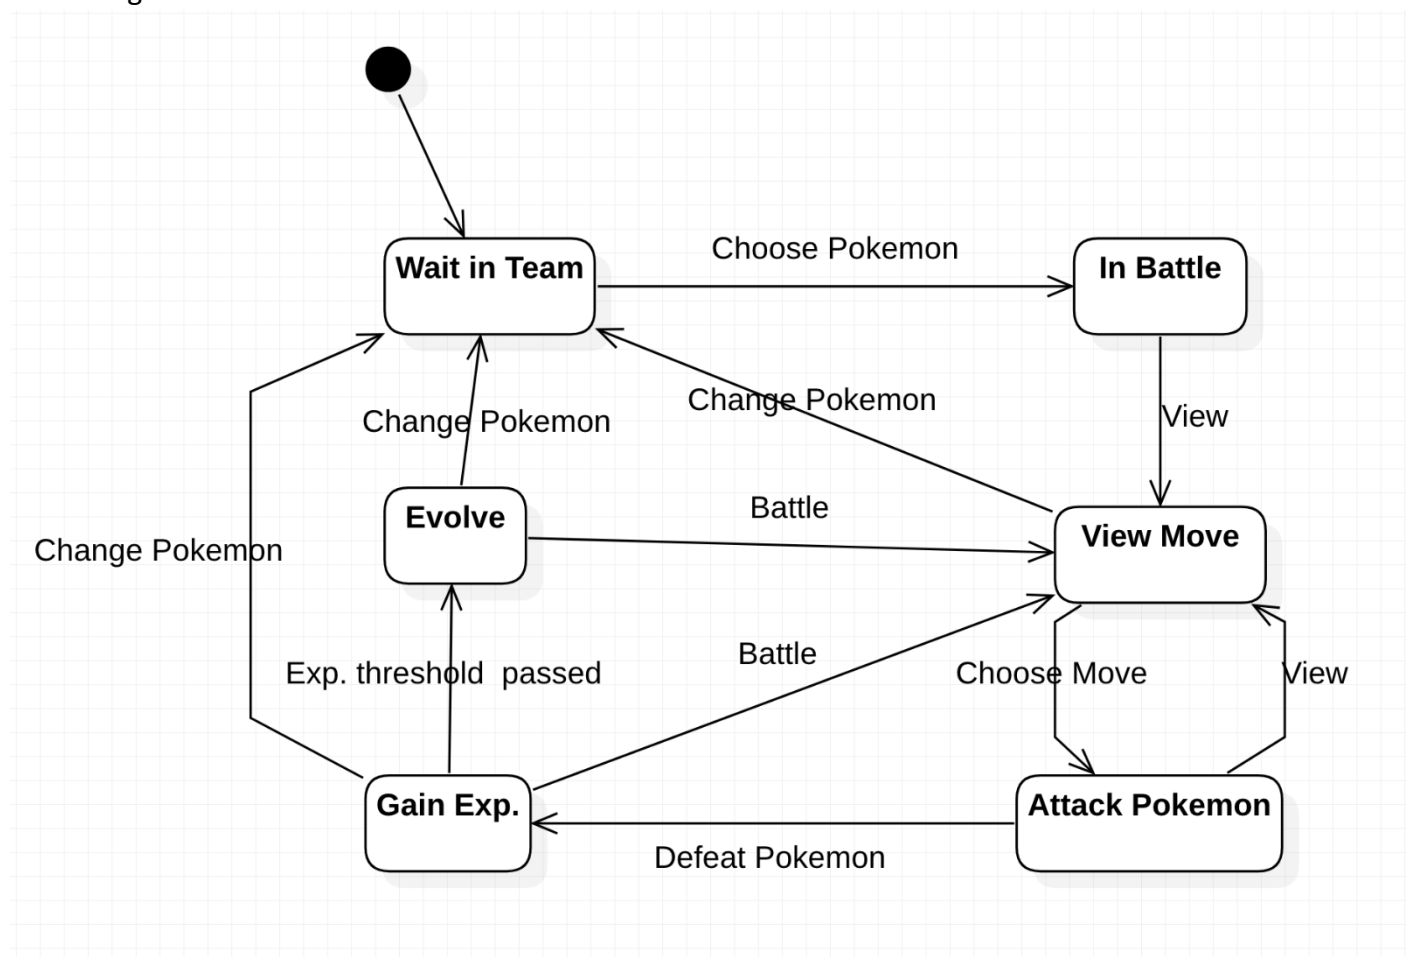 Wait in Team
Choose Pokemon
In Battle
Change Pokemon
Change Pokemon
View
Evolve
Battle
View Move
Change Pokemon
Battle
Exp. threshold  passed
Choose Move
View
Gain Exp.
Attack Pokemon
Defeat Pokemon